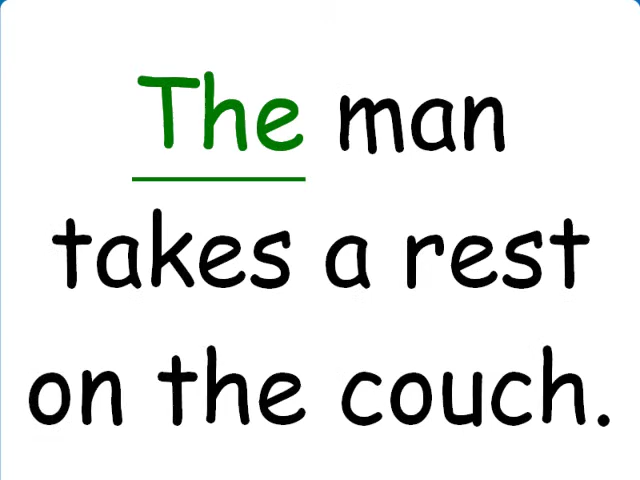 The man
takes a rest
on the couch.